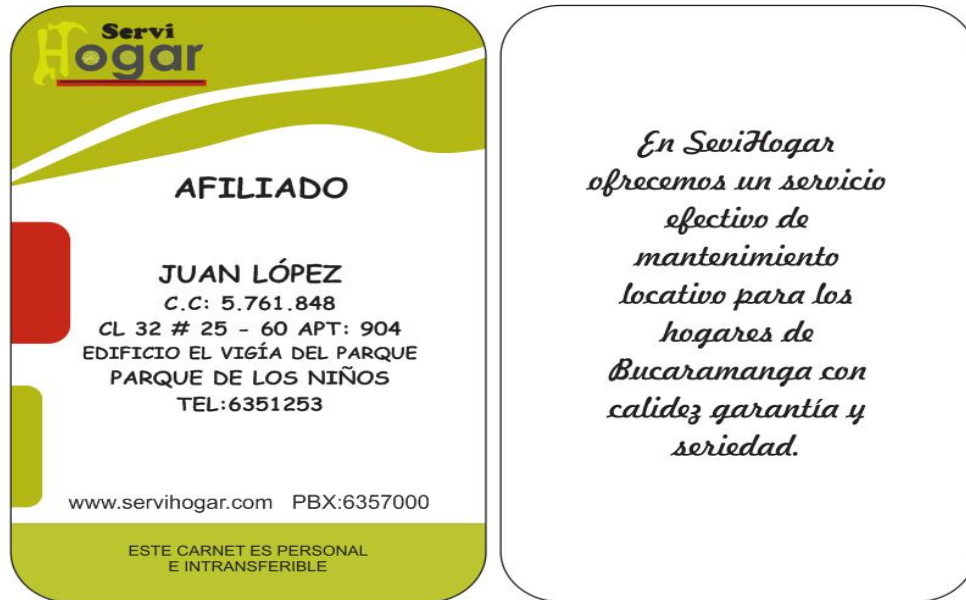 Servi
Hogar
AFILIADO
JUAN LÓPEZ
C.C: 5.761.848
CL 32 # 25 - 60 APT: 904
EDIFICIO EL VIGÍA DEL PARQUE
PARQUE DE LOS NIÑOS
TEL:6351253
www.servihogar.com PBX:6357000
ESTE CARNET ES PERSONAL
E INTRANSFERIBLE
En SeviHogar
ofrecemos un servicio
efectivo de
mantenimiento
locativo para los
hogares de
Bucaramanga con
calidez garantía y
seriedad.